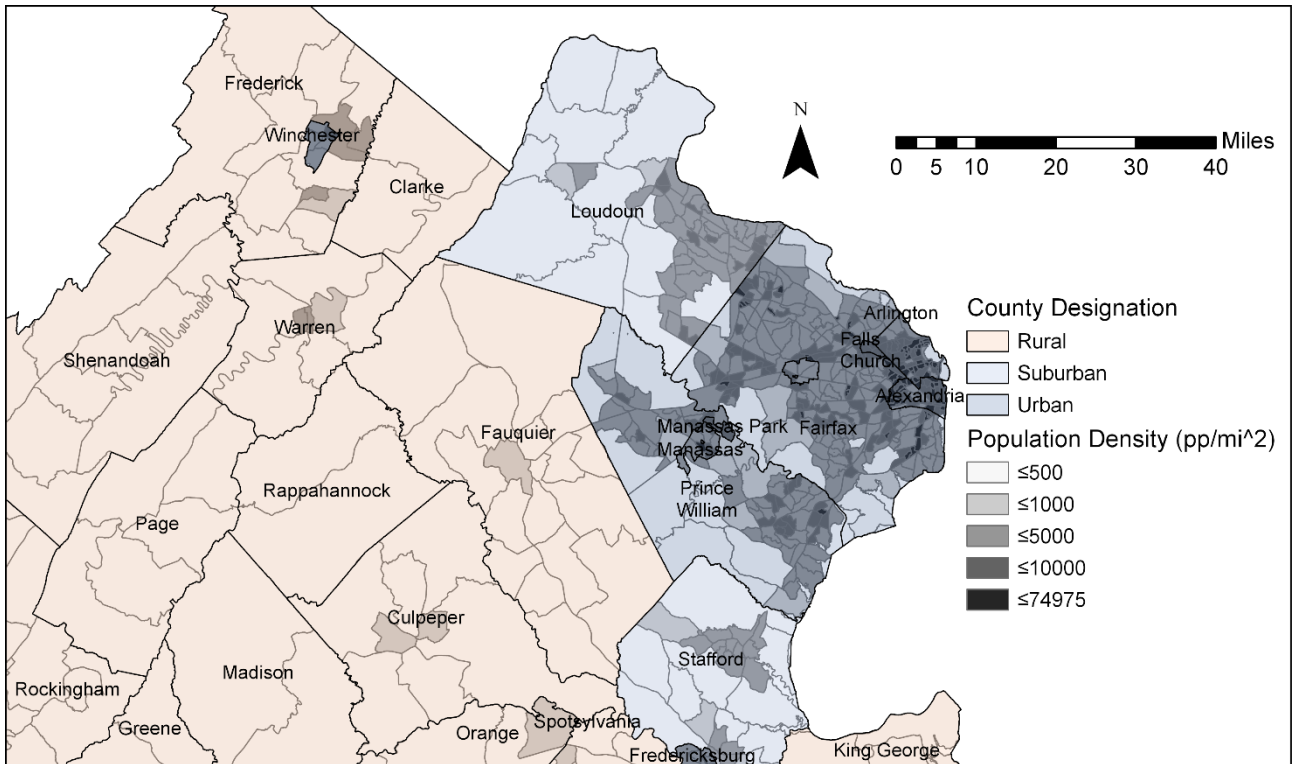 Frederick
Winchester
Clarke
Loudoun
Shenandoah
Warren
Fauquier
Rappahannock
Page
Culpeper
Madison
Rockingham
Greene
Orange
Spotsylvania
Fredericksburg
King George
Stafford
Prince
William
Manassas Park
Manassas
Fairfax
Arlington
Falls
Church
Alexandria
N
Miles
0 5 10 20 30 40
County Designation
Rural
Suburban
Urban
Population Density (pp/mi^2)
≤500
≤1000
≤5000
≤10000
≤74975